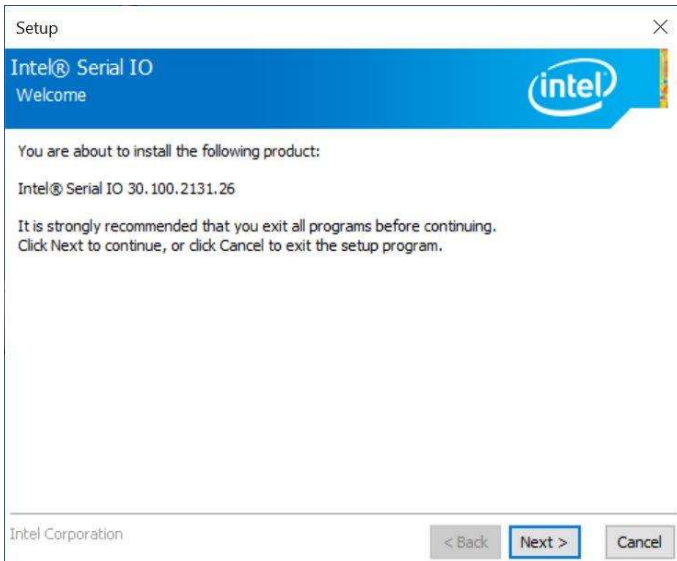 Setup
Intel® Serial IO
Welcome
intel
You are about to install the following product:
Intel® Serial IO 30.100.2131.26
It is strongly recommended that you exit all programs before continuing.
Click Next to continue, or click Cancel to exit the setup program.
Intel Corporation
< Back Next > Cancel